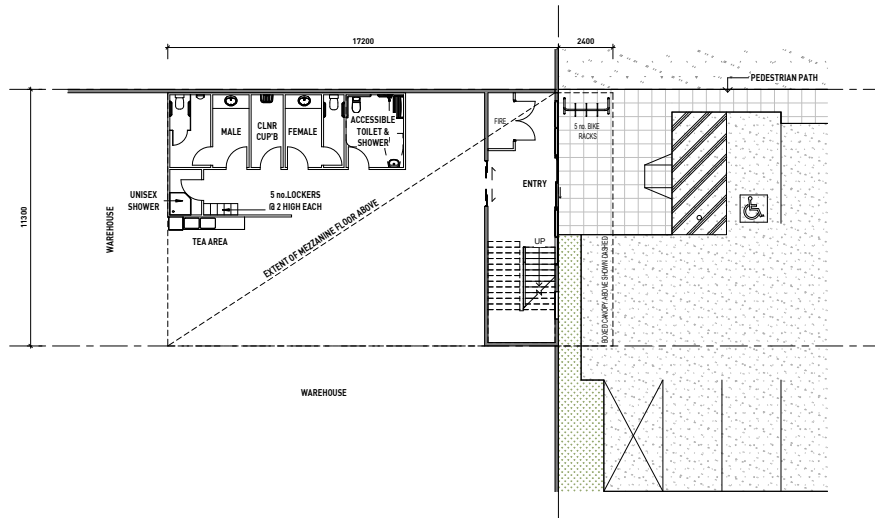 17200
2400
PEDESTRIAN PATH
MALE
CLNR
CUP'B
FEMALE
ACCESSIBLE
TOILET &
SHOWER
FIRE
5 no. BIKE
RACKS
ENTRY
UNISEX
SHOWER
5 no.LOCKERS
@ 2 HIGH EACH
11300
WAREHOUSE
TEA AREA
EXTENT OF MEZZANINE FLOOR ABOVE
UP
BOXED CANOPY ABOVE SHOWN DASHED
WAREHOUSE